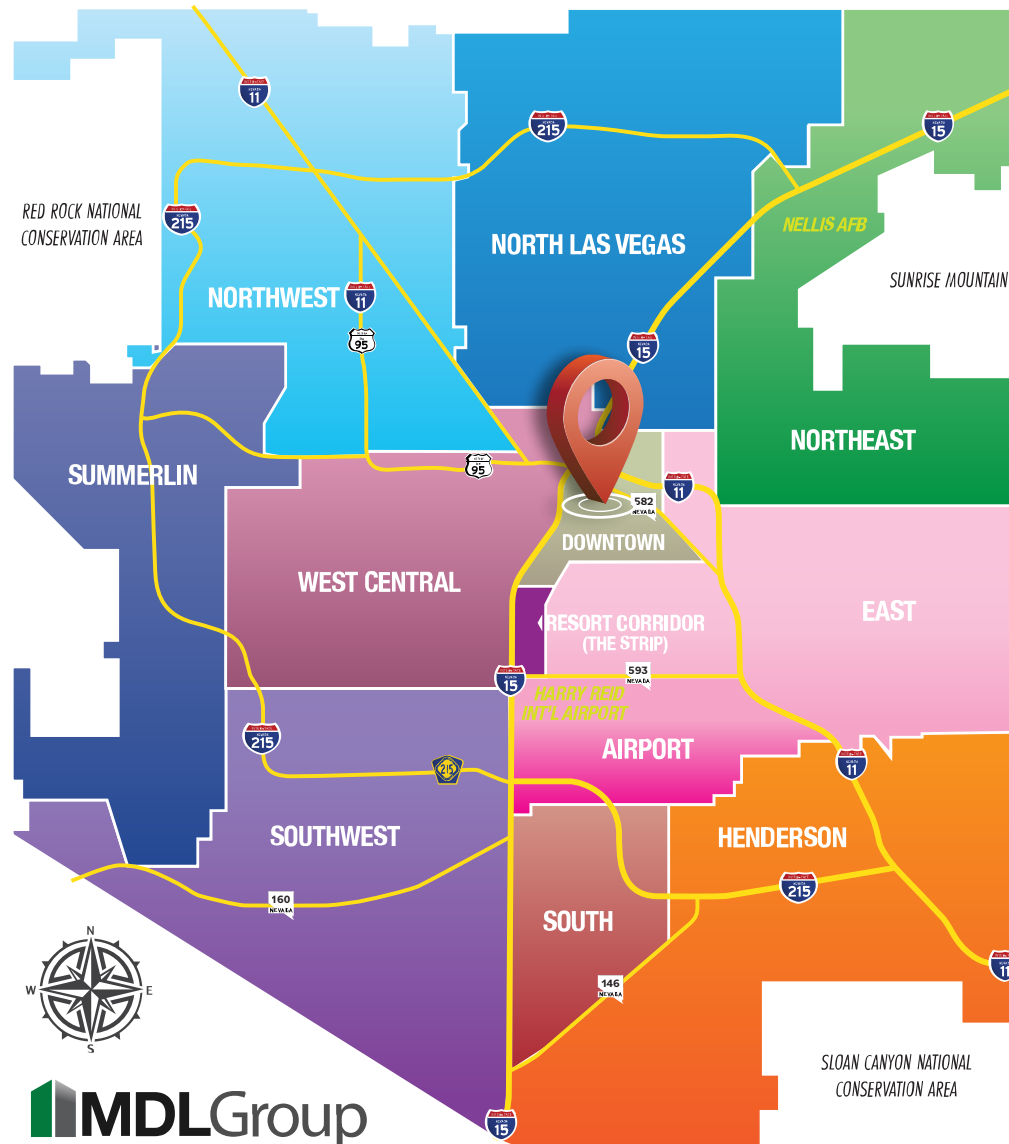 11
215
15
RED ROCK NATIONAL
CONSERVATION AREA
215
NELLIS AFB
NORTH LAS VEGAS
SUNRISE MOUNTAIN
NORTHWEST
11
95
15
NORTHEAST
SUMMERLIN
95
11
582
NEVADA
DOWNTOWN
WEST CENTRAL
EAST
RESORT CORRIDOR
(THE STRIP)
593
NEVADA
15
HARRY REID
INT'L AIRPORT
215
AIRPORT
11
215
SOUTHWEST
HENDERSON
215
160
NEVADA
SOUTH
N
W
E
S
11
146
NEVADA
SLOAN CANYON NATIONAL
CONSERVATION AREA
MDLGroup
15